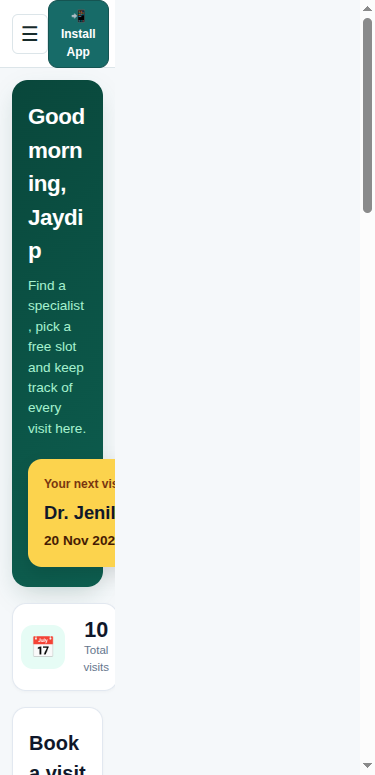 ☰
📲
Install
App
Good
morn
ing,
Jaydi
p
Find a
specialist
, pick a
free slot
and keep
track of
every
visit here.
Your next vis
Dr. Jenil
20 Nov 202
10
Total
visits
Book
a visit